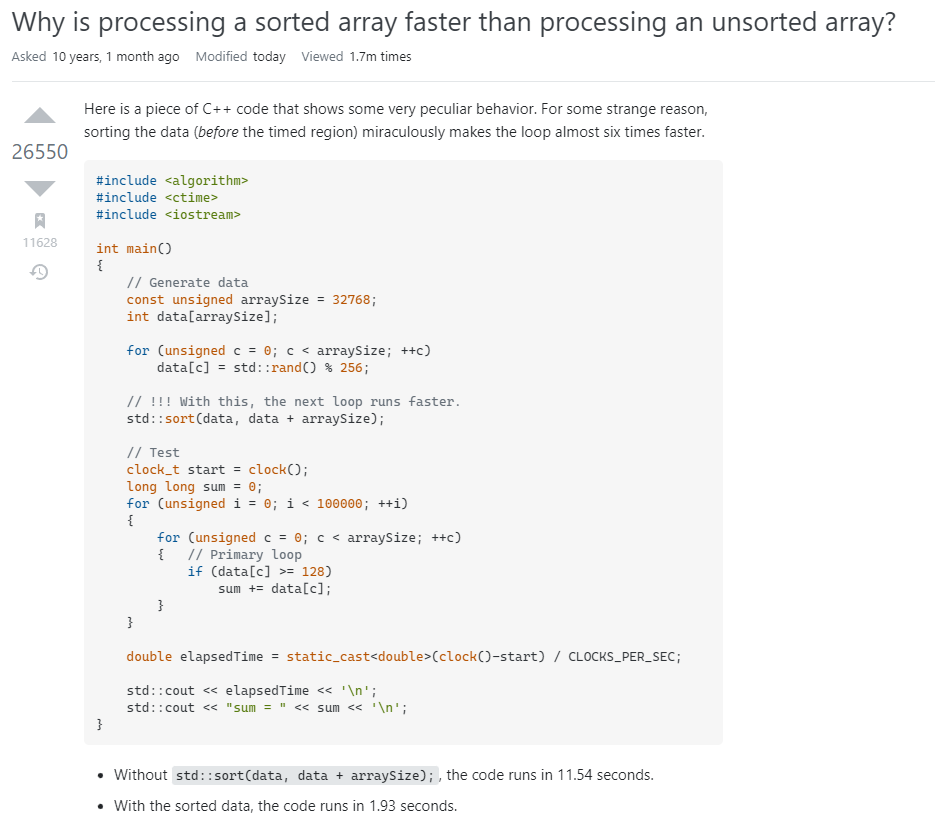 Why is processing a sorted array faster than processing an unsorted array?
Asked 10 years, 1 month ago Modified today Viewed 1.7m times
26550
11628
Here is a piece of C++ code that shows some very peculiar behavior. For some strange reason,
sorting the data (before the timed region) miraculously makes the loop almost six times faster.
#include <algorithm>
#include <ctime>
#include <iostream>
int main()
{
    // Generate data
    const unsigned arraySize = 32768;
    int data[arraySize];
    for (unsigned c = 0; c < arraySize; ++c)
        data[c] = std::rand() % 256;
    // !!! With this, the next loop runs faster.
    std::sort(data, data + arraySize);
    // Test
    clock_t start = clock();
    long long sum = 0;
    for (unsigned i = 0; i < 100000; ++i)
    {
        for (unsigned c = 0; c < arraySize; ++c)
        {   // Primary loop
            if (data[c] >= 128)
                sum += data[c];
        }
    }
    double elapsedTime = static_cast<double>(clock()-start) / CLOCKS_PER_SEC;
    std::cout << elapsedTime << '\n';
    std::cout << "sum = " << sum << '\n';
}
• Without std::sort(data, data + arraySize);, the code runs in 11.54 seconds.
• With the sorted data, the code runs in 1.93 seconds.